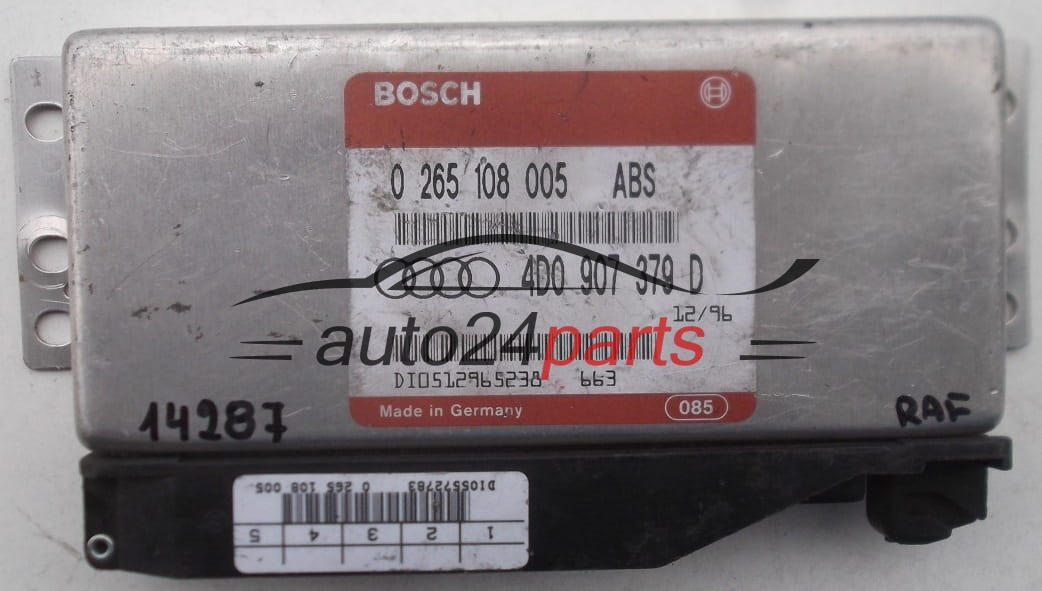 BOSCH
0 265 108 005 ABS
4D0 907 379 D
12/96
auto24parts
DI0512965238 663
Made in Germany 085
14287
RAF
DI05572783 0 265 108 005
1 2 3 4 5